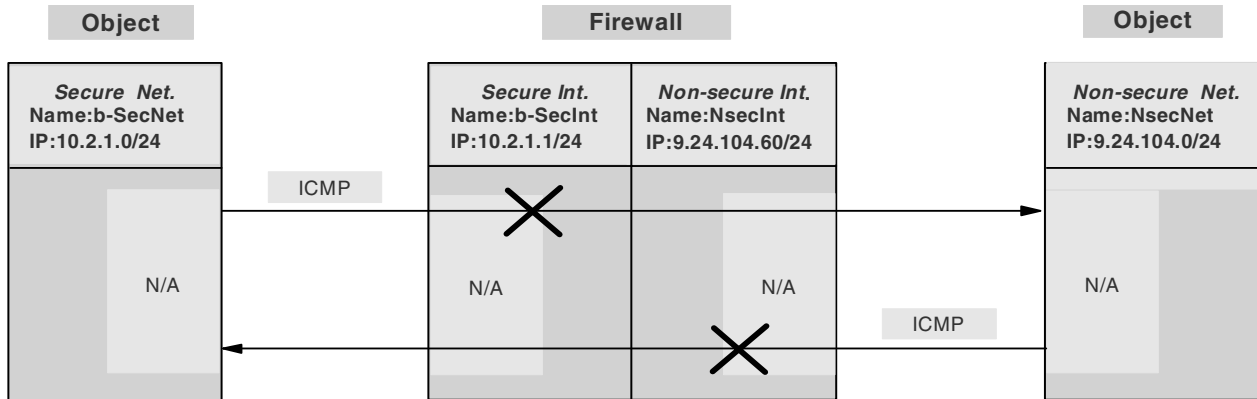 Object
Firewall
Object
Secure Net.
Name:b-SecNet
IP:10.2.1.0/24
Secure Int.
Name:b-SecInt
IP:10.2.1.1/24
Non-secure Int.
Name:NsecInt
IP:9.24.104.60/24
Non-secure Net.
Name:NsecNet
IP:9.24.104.0/24
ICMP
N/A
N/A
N/A
N/A
ICMP